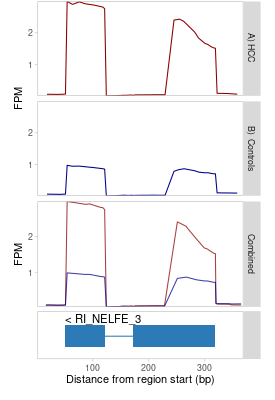 2
1
A) HCC
FPM
2
1
B) Controls
2
1
FPM
Combined
< RI_NELFE_3
100 200 300
Distance from region start (bp)